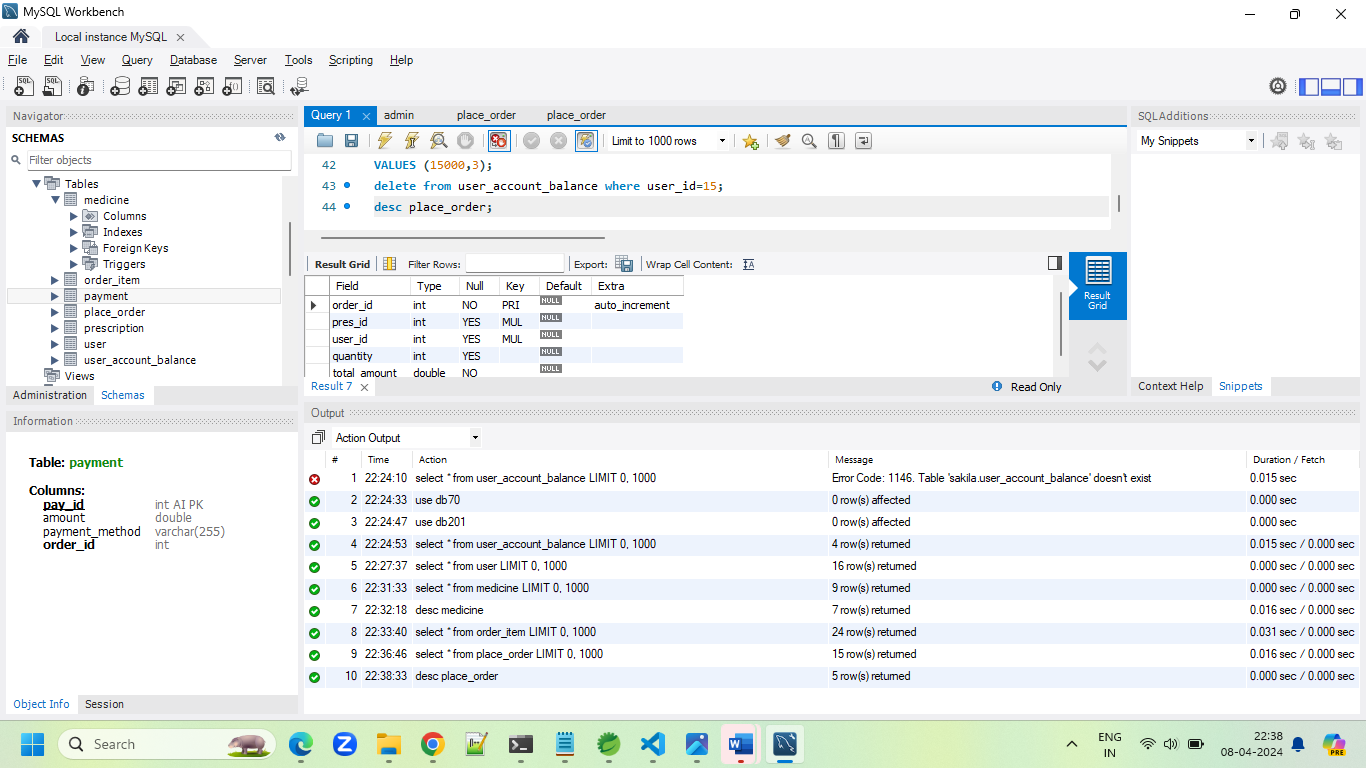 MySQL Workbench
Local instance MySQL
File Edit View Query Database Server Tools Scripting Help
Navigator
SCHEMAS
Filter objects
Tables
medicine
Columns
Indexes
Foreign Keys
Triggers
order_item
payment
place_order
prescription
user
user_account_balance
Views
Administration Schemas
Information
Table: payment
Columns:
pay_id int AI PK
amount double
payment_method varchar(255)
order_id int
Object Info Session
Query 1 admin place_order place_order
Limit to 1000 rows
42 VALUES (15000,3);
43 delete from user_account_balance where user_id=15;
44 desc place_order;
Result Grid Filter Rows: Export: Wrap Cell Content:
Field Type Null Key Default Extra
order_id int NO PRI NULL auto_increment
pres_id int YES MUL NULL
user_id int YES MUL NULL
quantity int YES NULL
total_amount double NO NULL
Result Grid
Result 7 Read Only
SQLAdditions
My Snippets
Context Help Snippets
Output
Action Output
# Time Action Message Duration / Fetch
1 22:24:10 select * from user_account_balance LIMIT 0, 1000 Error Code: 1146. Table 'sakila.user_account_balance' doesn't exist 0.015 sec
2 22:24:33 use db70 0 row(s) affected 0.000 sec
3 22:24:47 use db201 0 row(s) affected 0.000 sec
4 22:24:53 select * from user_account_balance LIMIT 0, 1000 4 row(s) returned 0.015 sec / 0.000 sec
5 22:27:37 select * from user LIMIT 0, 1000 16 row(s) returned 0.000 sec / 0.000 sec
6 22:31:33 select * from medicine LIMIT 0, 1000 9 row(s) returned 0.000 sec / 0.000 sec
7 22:32:18 desc medicine 7 row(s) returned 0.016 sec / 0.000 sec
8 22:33:40 select * from order_item LIMIT 0, 1000 24 row(s) returned 0.031 sec / 0.000 sec
9 22:36:46 select * from place_order LIMIT 0, 1000 15 row(s) returned 0.016 sec / 0.000 sec
10 22:38:33 desc place_order 5 row(s) returned 0.000 sec / 0.000 sec
Search
ENG
IN
22:38
08-04-2024
PRE